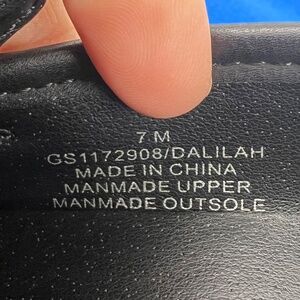 7 M
GS1172908/DALILAH
MADE IN CHINA
MANMADE UPPER
MANMADE OUTSOLE